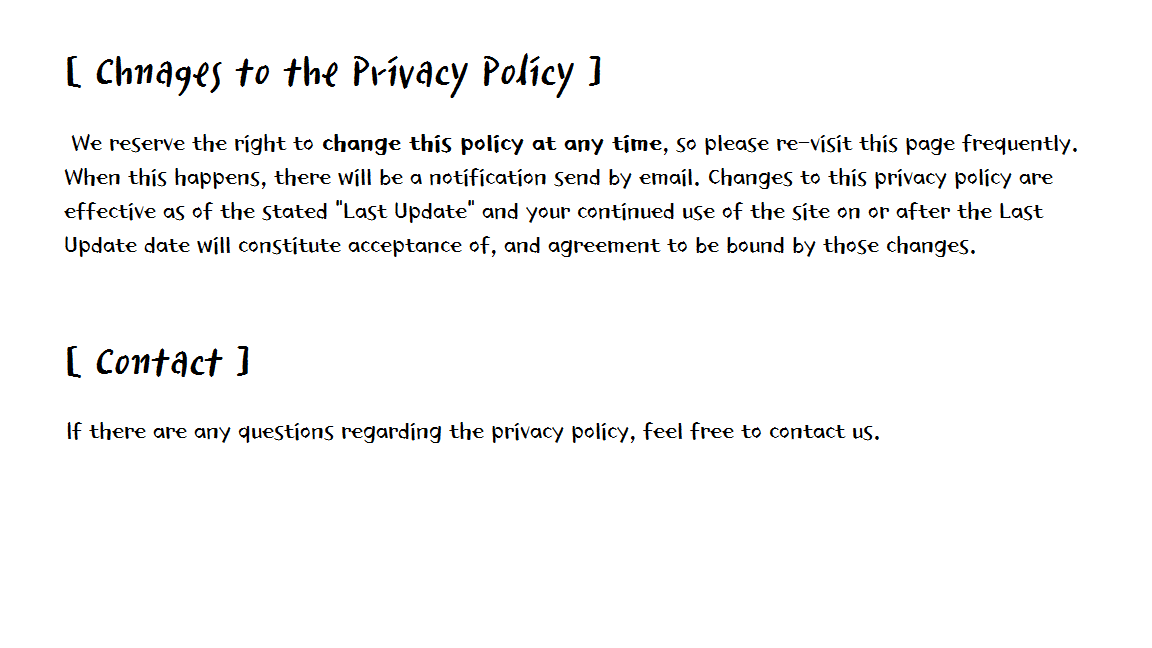 [ Chnages to the Privacy Policy ]
We reserve the right to change this policy at any time, so please re-visit this page frequently.
When this happens, there will be a notification send by email. Changes to this privacy policy are
effective as of the stated "Last Update" and your continued use of the site on or after the Last
Update date will constitute acceptance of, and agreement to be bound by those changes.
[ Contact ]
If there are any questions regarding the privacy policy, feel free to contact us.